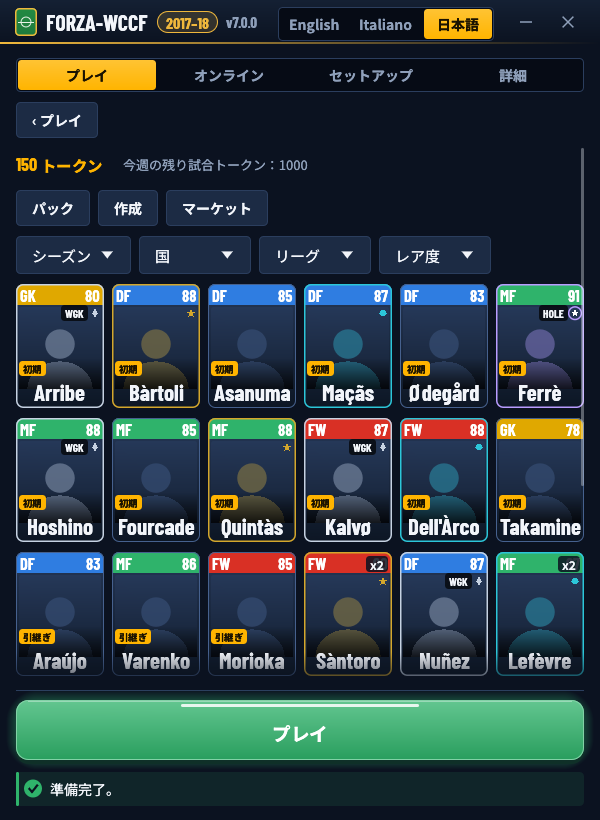 FORZA-WCCF 2017–18 v7.0.0 English Italiano 日本語
プレイ オンライン セットアップ 詳細
‹ プレイ
150 トークン 今週の残り試合トークン：1000
パック 作成 マーケット
シーズン 国 リーグ レア度
GK 80 DF 88 DF 85 DF 87 DF 83 MF 91
WGK HOLE
初期 初期 初期 初期 初期 初期
Arribe Bàrtoli Asanuma Maçãs Ødegård Ferrè
MF 88 MF 85 MF 88 FW 87 FW 88 GK 78
WGK WGK
初期 初期 初期 初期 初期 初期
Hoshino Fourcade Quintàs Kalvø Dell'Àrco Takamine
DF 83 MF 86 FW 85 FW x2 DF 87 MF x2
WGK
引継ぎ 引継ぎ 引継ぎ
Araújo Varenko Morioka Sàntoro Nuñez Lefèvre
プレイ
準備完了。